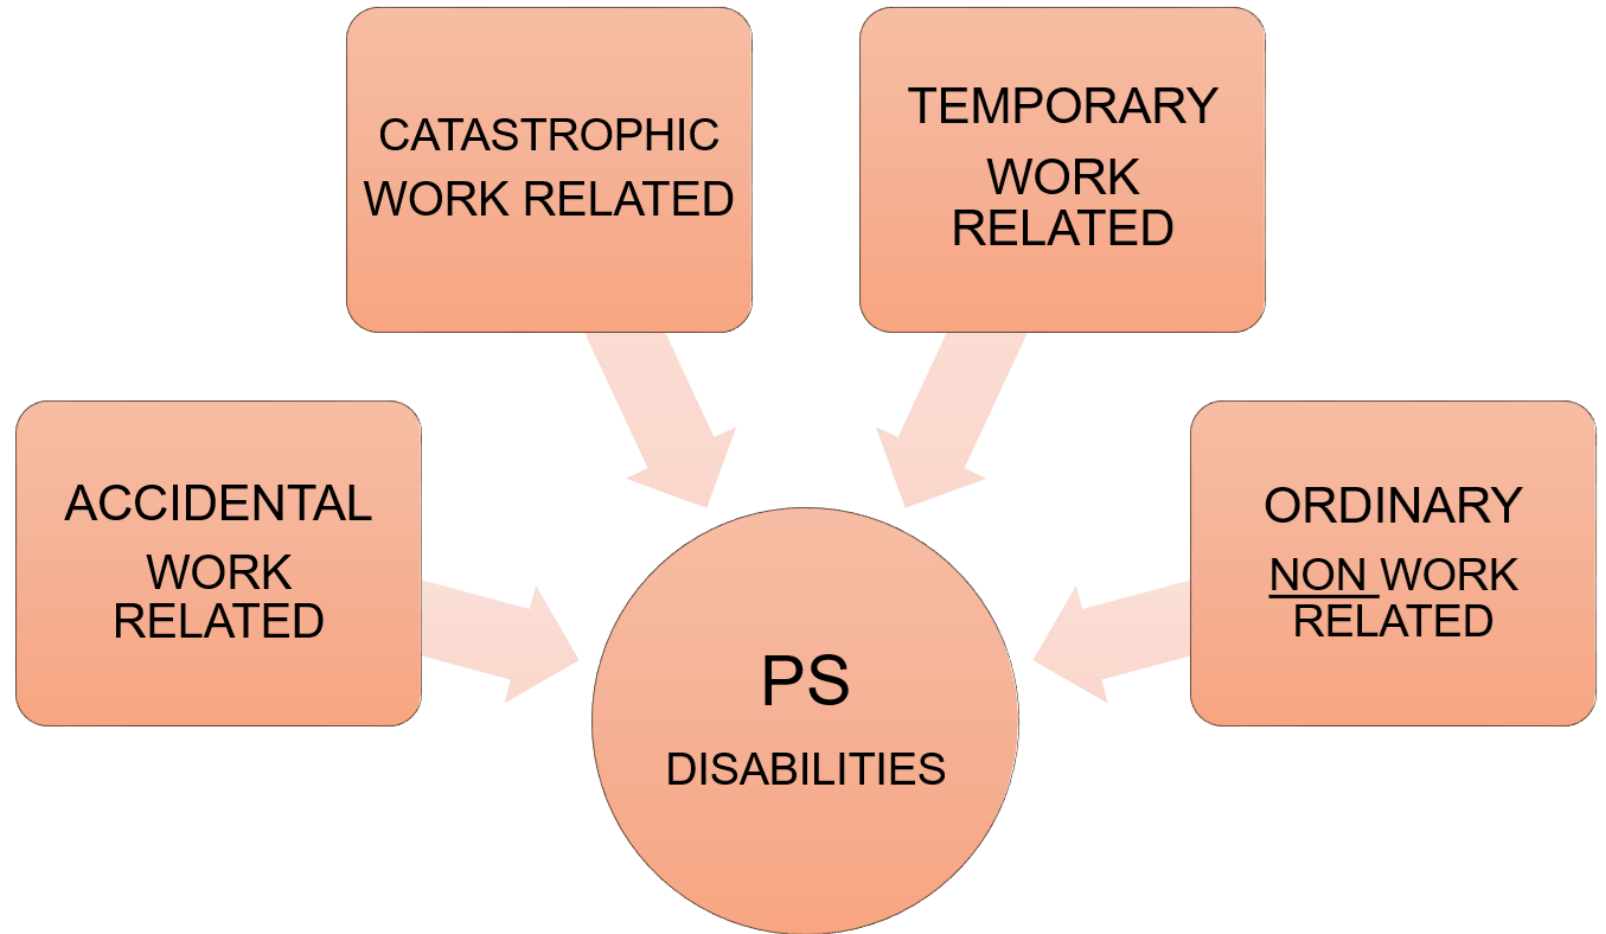 CATASTROPHIC
WORK RELATED
TEMPORARY
WORK
RELATED
ACCIDENTAL
WORK
RELATED
ORDINARY
NON WORK
RELATED
PS
DISABILITIES